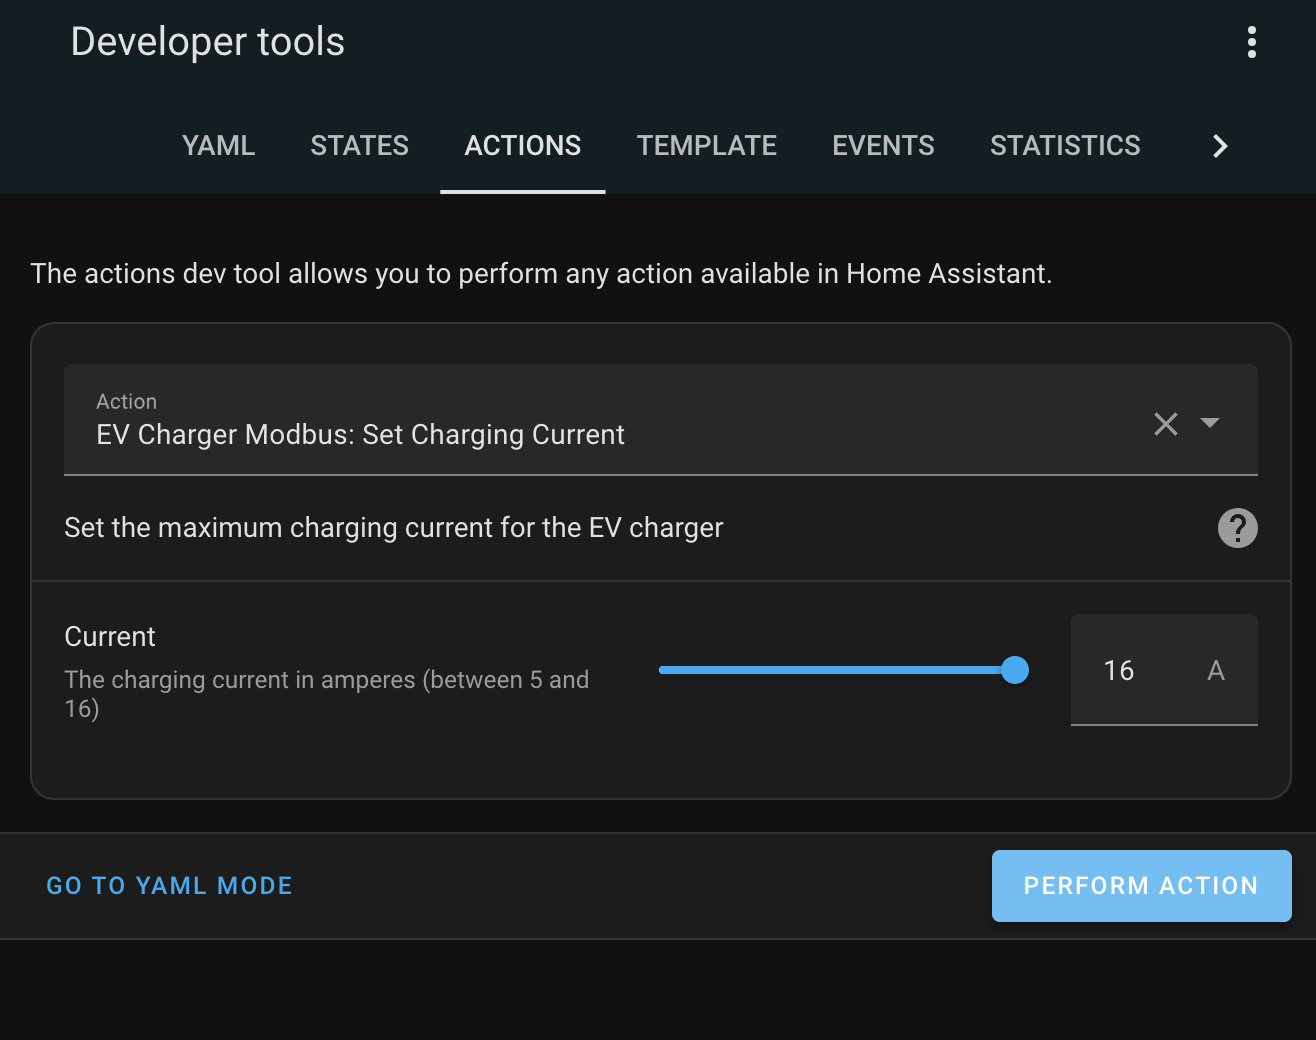 Developer tools
YAML STATES ACTIONS TEMPLATE EVENTS STATISTICS
The actions dev tool allows you to perform any action available in Home Assistant.
Action
EV Charger Modbus: Set Charging Current
Set the maximum charging current for the EV charger
?
Current
The charging current in amperes (between 5 and
16)
16 A
GO TO YAML MODE
PERFORM ACTION